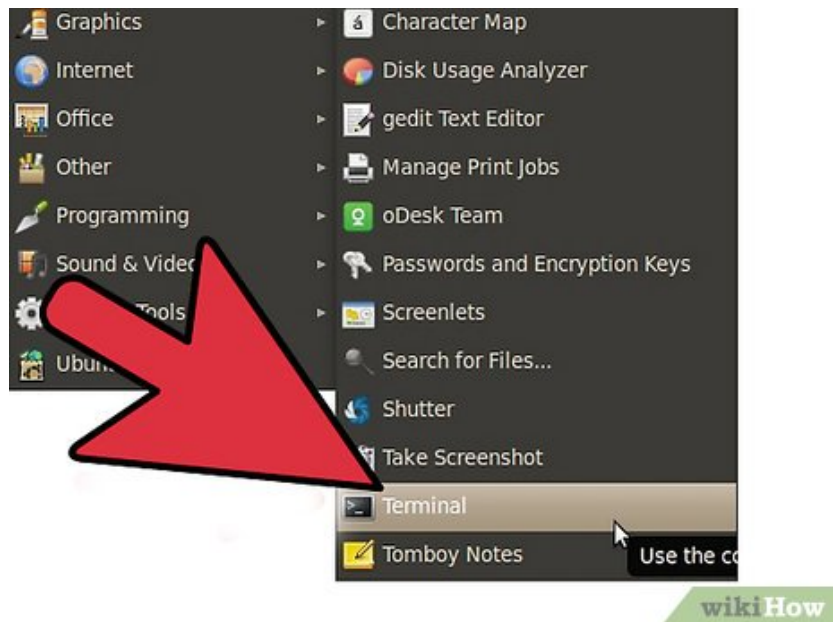 Graphics
Internet
Office
Other
Programming
Sound & Video
Tools
Character Map
Disk Usage Analyzer
gedit Text Editor
Manage Print Jobs
oDesk Team
Passwords and Encryption Keys
Screenlets
Search for Files...
Shutter
Take Screenshot
Terminal
Tomboy Notes
Use the
wikiHow